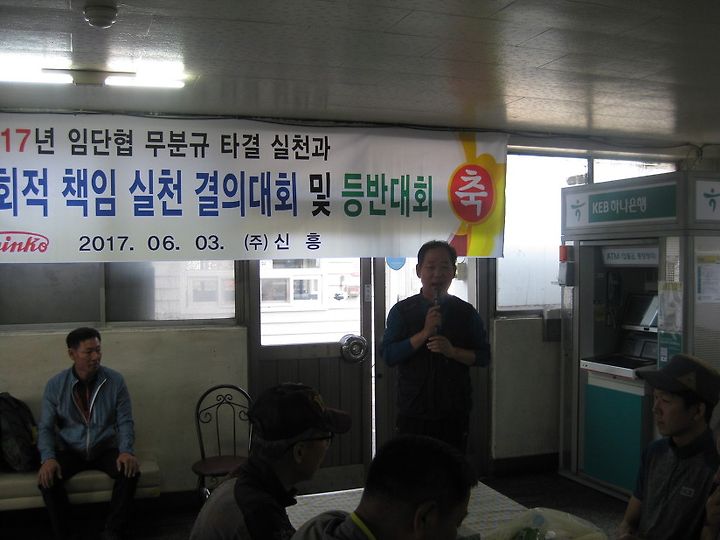 17년 임단협 무분규 타결 실천과
회적 책임 실천 결의대회 및 등반대회
축
inko 2017. 06. 03. (주)신 흥
KEB 하나은행
ATM